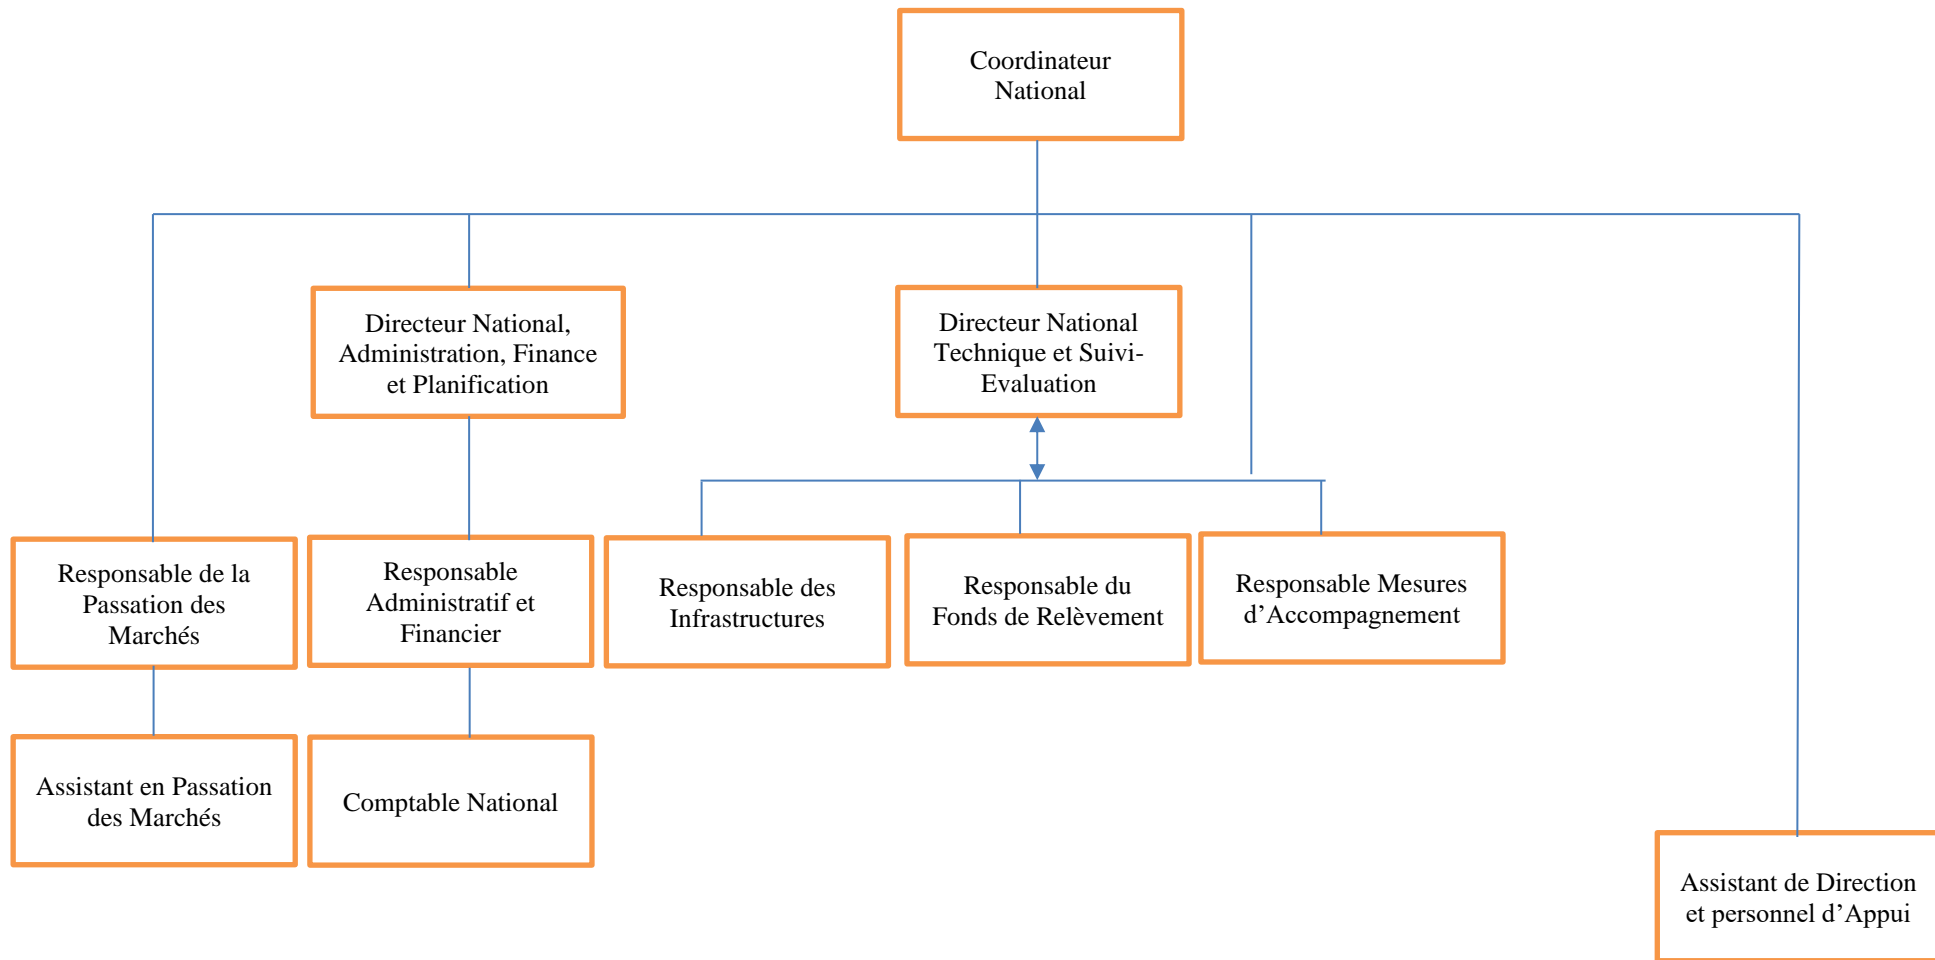 Coordinateur
National
Directeur National,
Administration, Finance
et Planification
Directeur National
Technique et Suivi-
Evaluation
Responsable de la
Passation des
Marchés
Responsable
Administratif et
Financier
Responsable des
Infrastructures
Responsable du
Fonds de Relèvement
Responsable Mesures
d’Accompagnement
Assistant en Passation
des Marchés
Comptable National
Assistant de Direction
et personnel d’Appui